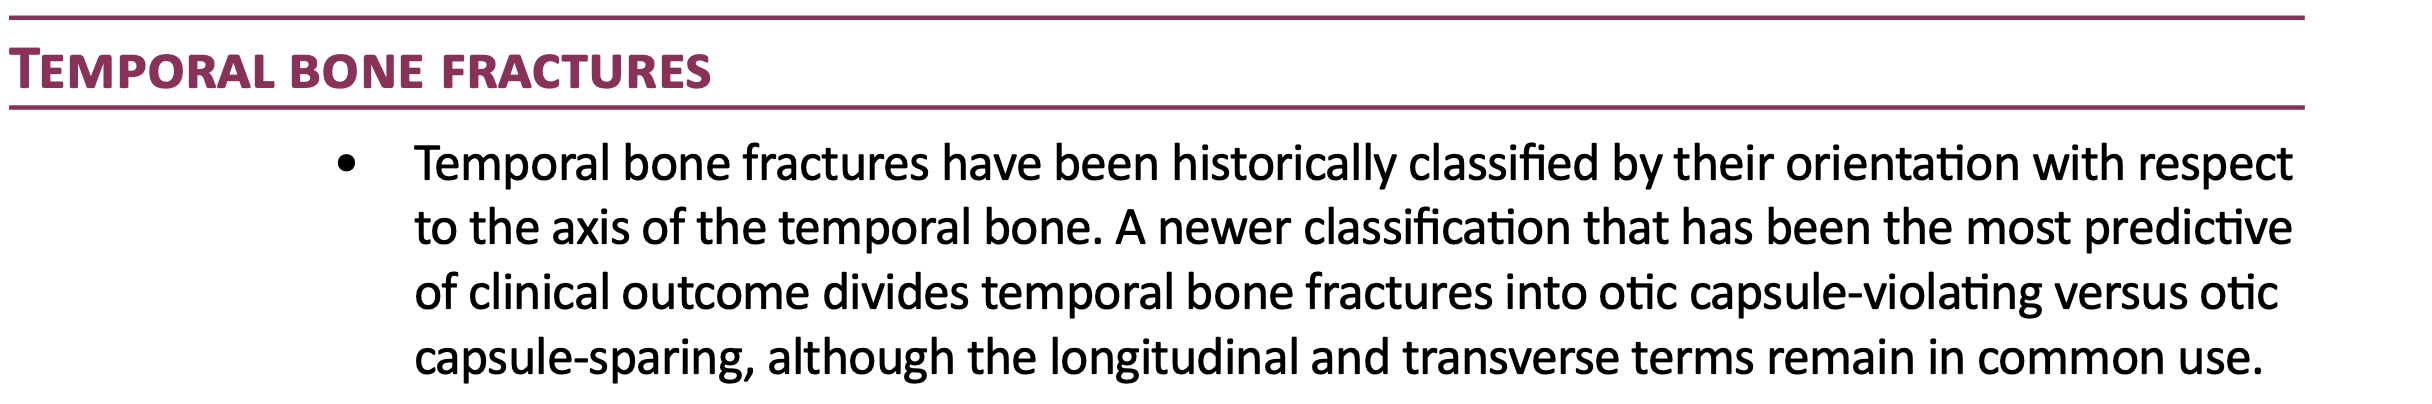 TEMPORAL BONE FRACTURES
• Temporal bone fractures have been historically classified by their orientation with respect
to the axis of the temporal bone. A newer classification that has been the most predictive
of clinical outcome divides temporal bone fractures into otic capsule-violating versus otic
capsule-sparing, although the longitudinal and transverse terms remain in common use.